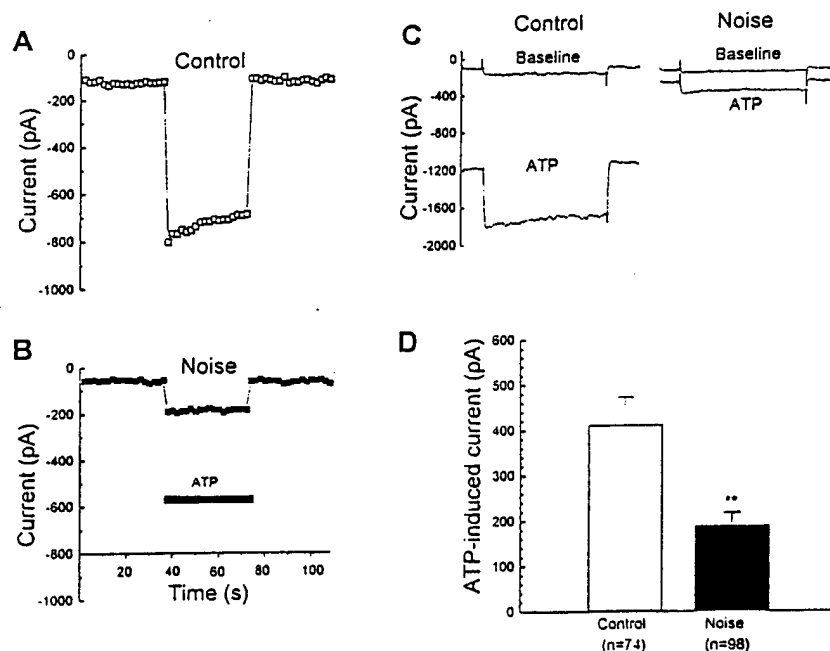 A
Control
0
-200
-400
-600
-800
-1000
Current (pA)
B
Noise
0
-200
-400
-600
-800
-1000
Current (pA)
ATP
20 40 60 80 100
Time (s)
C
Control
Noise
0
-400
-800
-1200
-1600
-2000
Current (pA)
Baseline
ATP
Baseline
ATP
D
600
500
400
300
200
100
0
ATP-induced current (pA)
**
Control
(n=74)
Noise
(n=98)